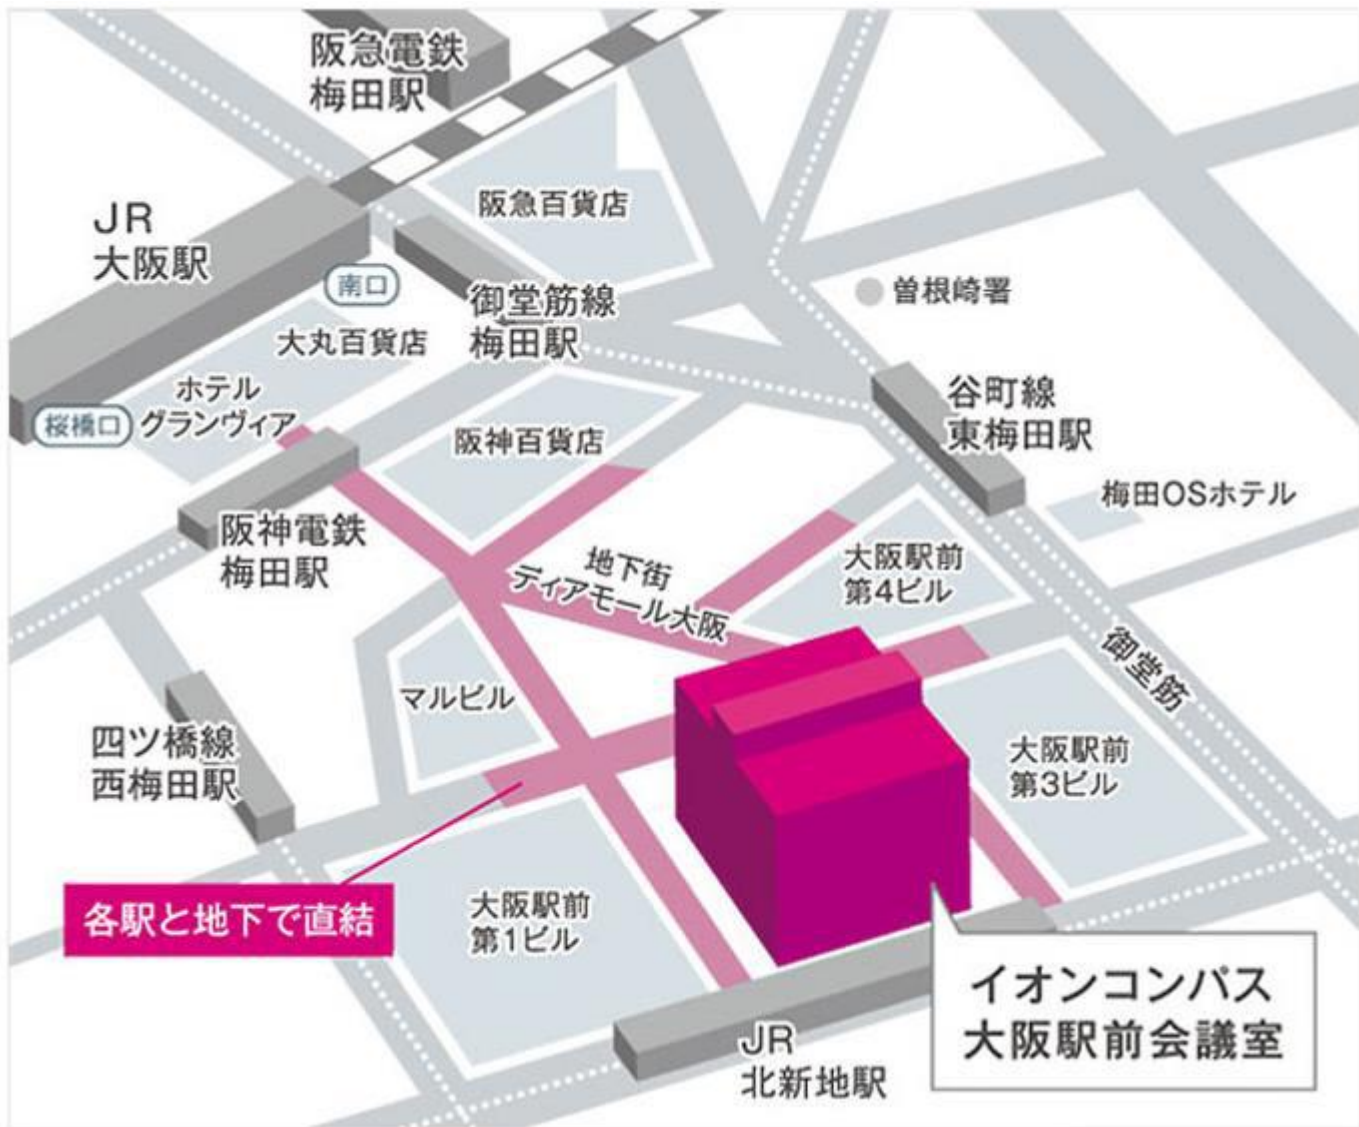 阪急電鉄
梅田駅
阪急百貨店
JR
大阪駅
南口
御堂筋線
梅田駅
曽根崎署
大丸百貨店
ホテル
グランヴィア
桜橋口
谷町線
東梅田駅
阪神百貨店
梅田OSホテル
阪神電鉄
梅田駅
地下街
ディアモール大阪
大阪駅前
第4ビル
御堂筋
マルビル
四ツ橋線
西梅田駅
大阪駅前
第3ビル
各駅と地下で直結
大阪駅前
第1ビル
イオンコンパス
大阪駅前会議室
JR
北新地駅